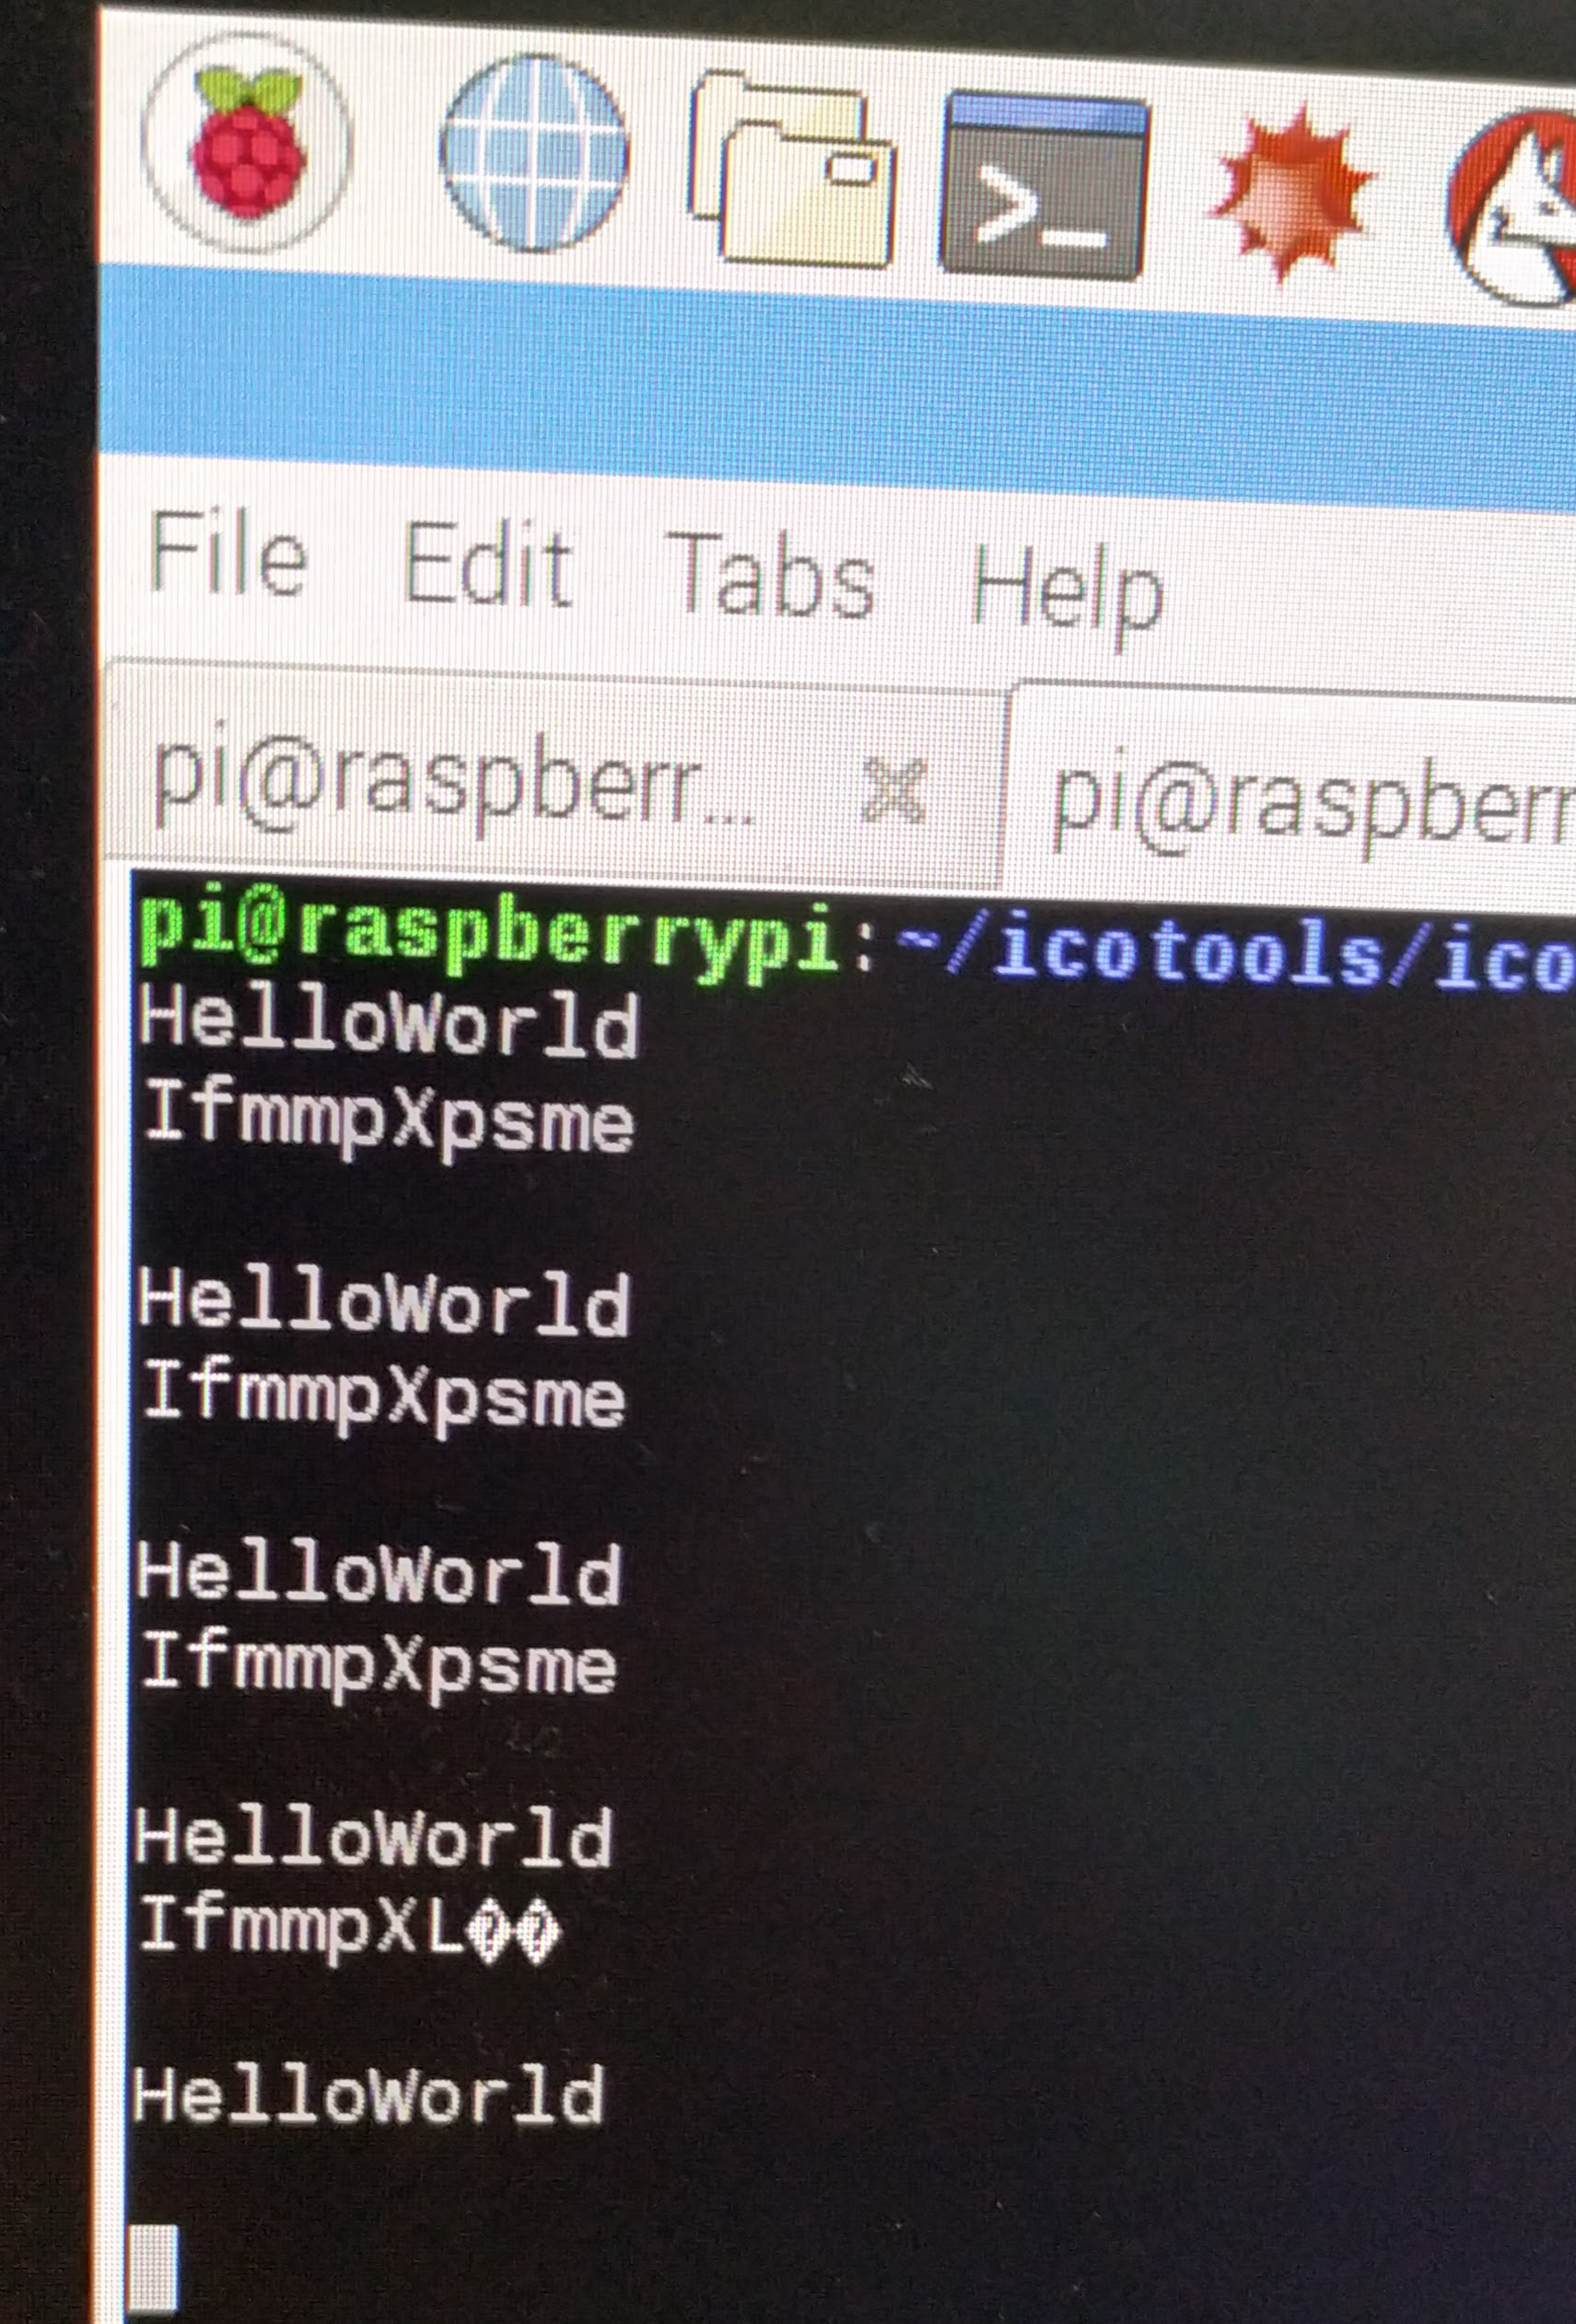 >_
File Edit Tabs Help
pi@raspberr... pi@raspberr
pi@raspberrypi:~/icotools/ico
HelloWorld
IfmmpXpsme
HelloWorld
IfmmpXpsme
HelloWorld
IfmmpXpsme
HelloWorld
IfmmpXL��
HelloWorld